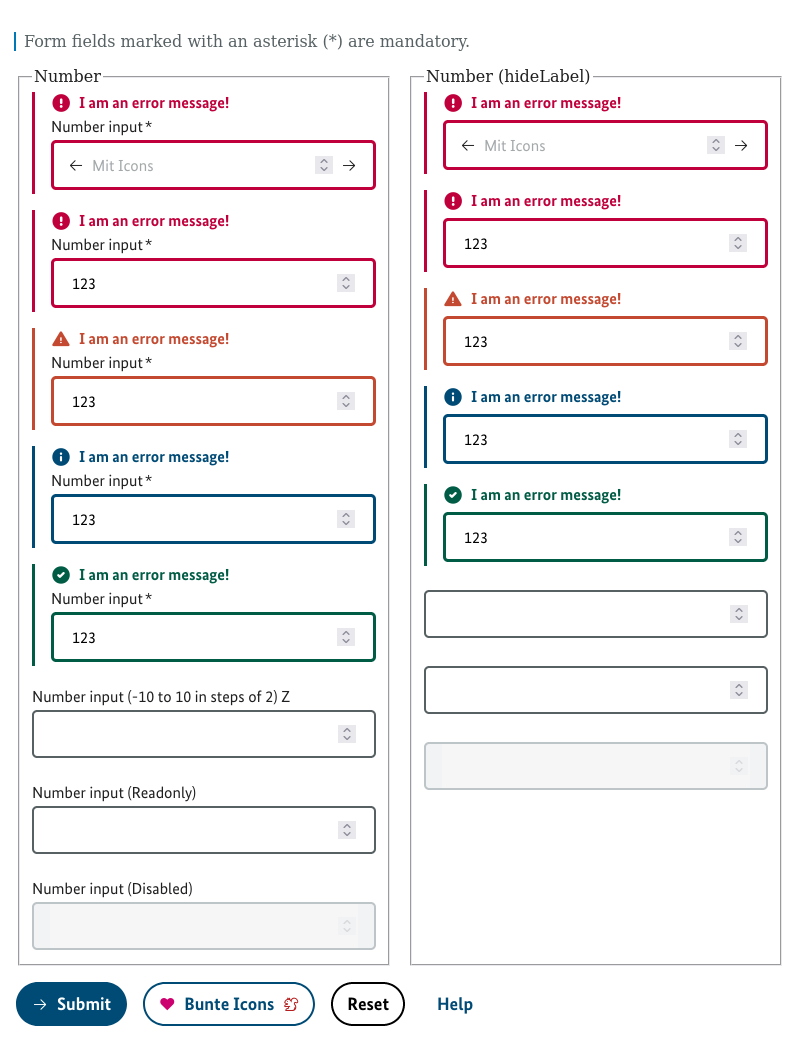 Form fields marked with an asterisk (*) are mandatory.
Number
I am an error message!
Number input *
Mit Icons
I am an error message!
Number input *
123
I am an error message!
Number input *
123
I am an error message!
Number input *
123
I am an error message!
Number input *
123
Number input (-10 to 10 in steps of 2) Z
Number input (Readonly)
Number input (Disabled)
Number (hideLabel)
I am an error message!
Mit Icons
I am an error message!
123
I am an error message!
123
I am an error message!
123
I am an error message!
123
Submit
Bunte Icons
Reset
Help